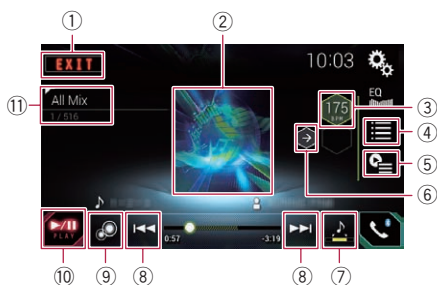 ①
②
EXIT
10:03
EQ
⑪
All Mix
1 / 516
175
BPM
③
④
⑤
⑥
0:57
-3:19
PLAY
⑩
⑨
⑧
⑧
⑦